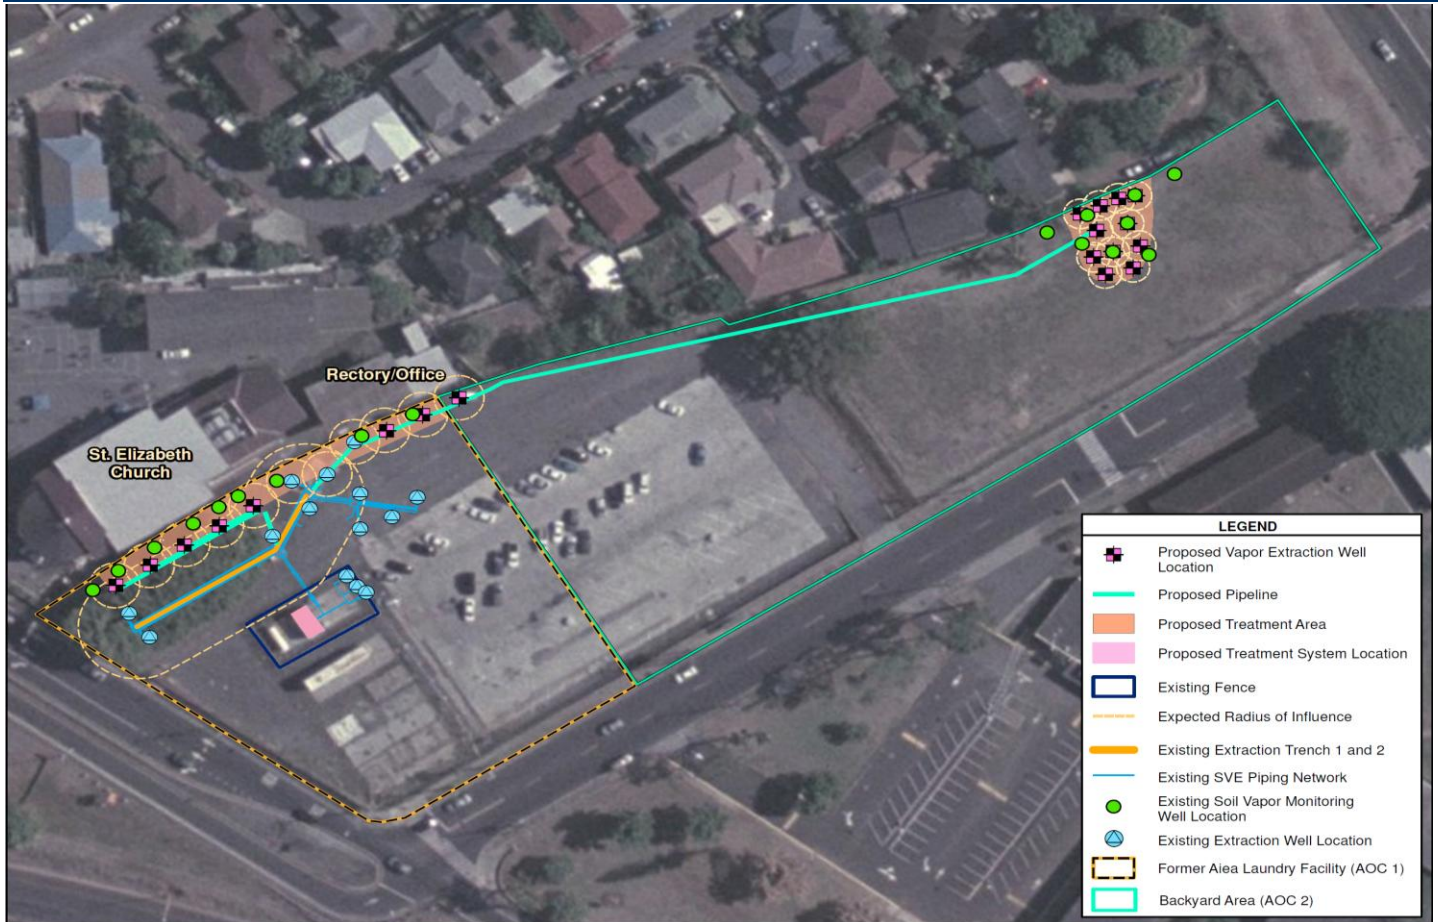 Rectory/Office
St. Elizabeth
Church
LEGEND
Proposed Vapor Extraction Well
Location
Proposed Pipeline
Proposed Treatment Area
Proposed Treatment System Location
Existing Fence
Expected Radius of Influence
Existing Extraction Trench 1 and 2
Existing SVE Piping Network
Existing Soil Vapor Monitoring
Well Location
Existing Extraction Well Location
Former Aiea Laundry Facility (AOC 1)
Backyard Area (AOC 2)